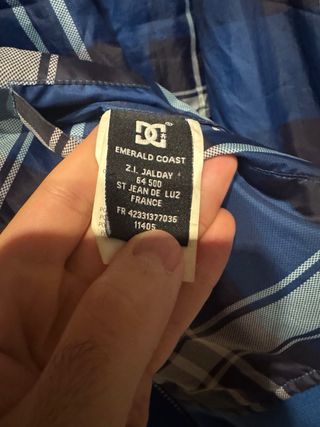 DC®
EMERALD COAST
Z.I. JALDAY
64 500
ST JEAN DE LUZ
FRANCE
FR 42331377036
11405